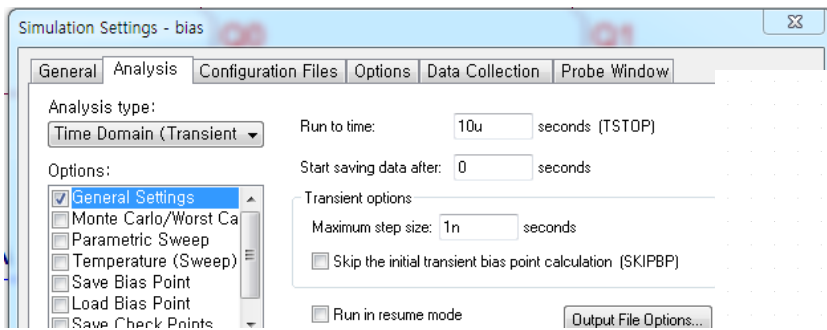 Simulation Settings - bias
Q0 Q1
General Analysis Configuration Files Options Data Collection Probe Window
Analysis type:
Time Domain (Transient
Options:
General Settings
Monte Carlo/Worst Ca
Parametric Sweep
Temperature (Sweep)
Save Bias Point
Load Bias Point
Save Check Points
Run to time: 10u seconds (TSTOP)
Start saving data after: 0 seconds
Transient options
Maximum step size: 1n seconds
Skip the initial transient bias point calculation (SKIPBP)
Run in resume mode
Output File Options...